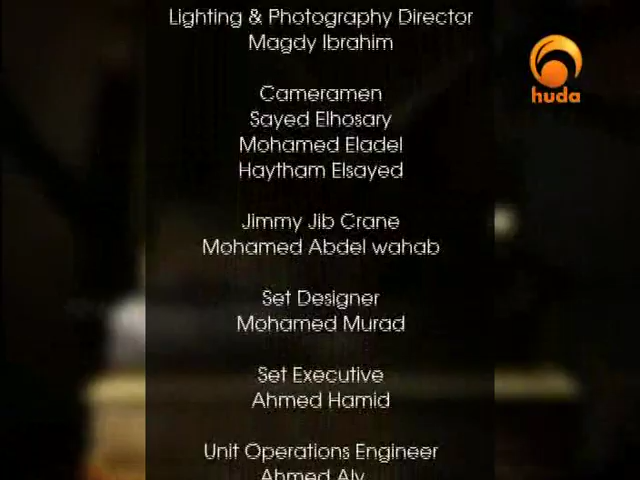 Lighting & Photography Director
Magdy Ibrahim
huda
Cameramen
Sayed Elhosary
Mohamed Eladel
Haytham Elsayed
Jimmy Jib Crane
Mohamed Abdel wahab
Set Designer
Mohamed Murad
Set Executive
Ahmed Hamid
Unit Operations Engineer
Ahmed Aly